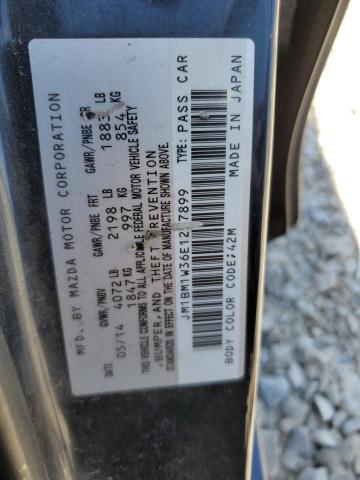 MFD. BY MAZDA MOTOR CORPORATION
GVWR/PNBV GAWR/PNBE FRT GAWR/PNBE RR
DATE 05/14 4072 LB 2198 LB 1883 LB
1847 KG 997 KG 854 KG
THIS VEHICLE CONFORMS TO ALL APPLICABLE FEDERAL MOTOR VEHICLE SAFETY
,BUMPER, AND THEFT PREVENTION
STANDARDS IN EFFECT ON THE DATE OF MANUFACTURE SHOWN ABOVE.
JM1BM1W36E12 7899 TYPE: PASS CAR
BODY COLOR CODE;42M MADE IN JAPAN